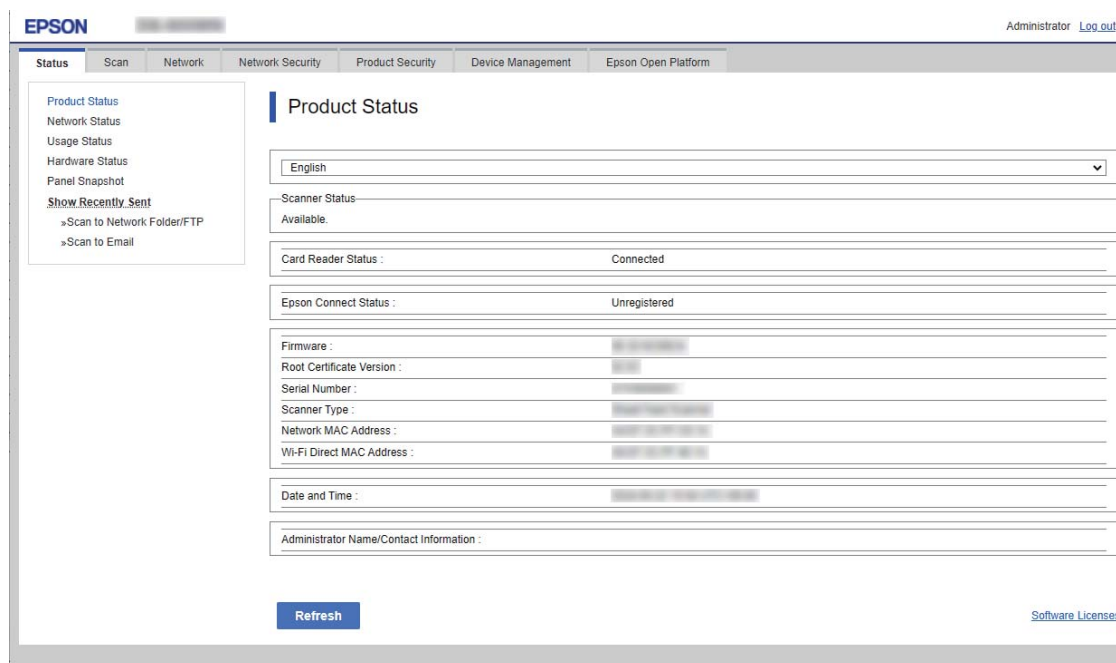 EPSON
Administrator Log out
Status Scan Network Network Security Product Security Device Management Epson Open Platform
Product Status
Network Status
Usage Status
Hardware Status
Panel Snapshot
Show Recently Sent
»Scan to Network Folder/FTP
»Scan to Email
Product Status
English
Scanner Status
Available.
Card Reader Status : Connected
Epson Connect Status : Unregistered
Firmware :
Root Certificate Version :
Serial Number :
Scanner Type :
Network MAC Address :
Wi-Fi Direct MAC Address :
Date and Time :
Administrator Name/Contact Information :
Refresh
Software Licenses